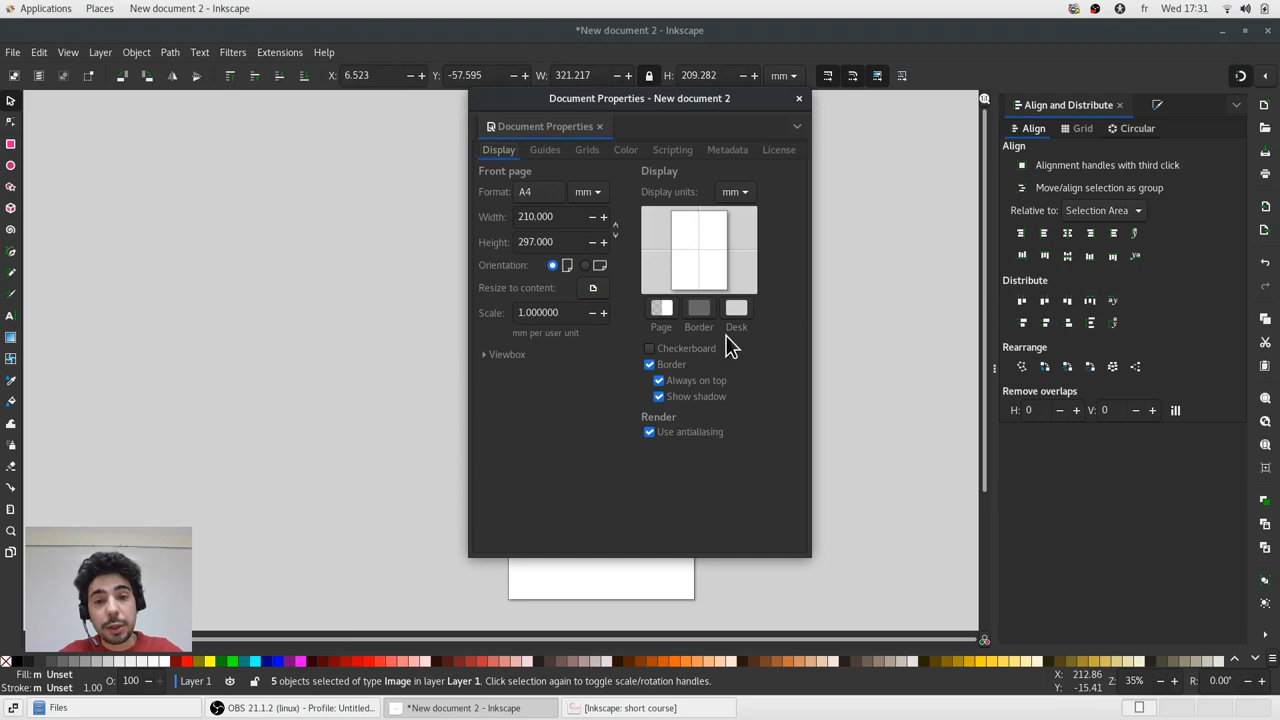 Applications Places New document 2 - Inkscape fr Wed 17:31
*New document 2 - Inkscape
File Edit View Layer Object Path Text Filters Extensions Help
X: 6.523 Y: -57.595 W: 321.217 H: 209.282 mm
Document Properties - New document 2
Document Properties
Display Guides Grids Color Scripting Metadata License
Front page
Format: A4 mm
Width: 210.000
Height: 297.000
Orientation:
Resize to content:
Scale: 1.000000
mm per user unit
Viewbox
Display
Display units: mm
Page Border Desk
Checkerboard
Border
Always on top
Show shadow
Render
Use antialiasing
Align and Distribute
Align Grid Circular
Align
Alignment handles with third click
Move/align selection as group
Relative to: Selection Area
Distribute
Rearrange
Remove overlaps
H: 0 V: 0
Fill: m Unset
Stroke: m Unset 1.00
O: 100
Layer 1
5 objects selected of type Image in layer Layer 1. Click selection again to toggle scale/rotation handles.
X: 212.86
Y: -15.41
Z: 35% R: 0.00°
Files
OBS 21.1.2 (linux) - Profile: Untitled...
*New document 2 - Inkscape
[Inkscape: short course]